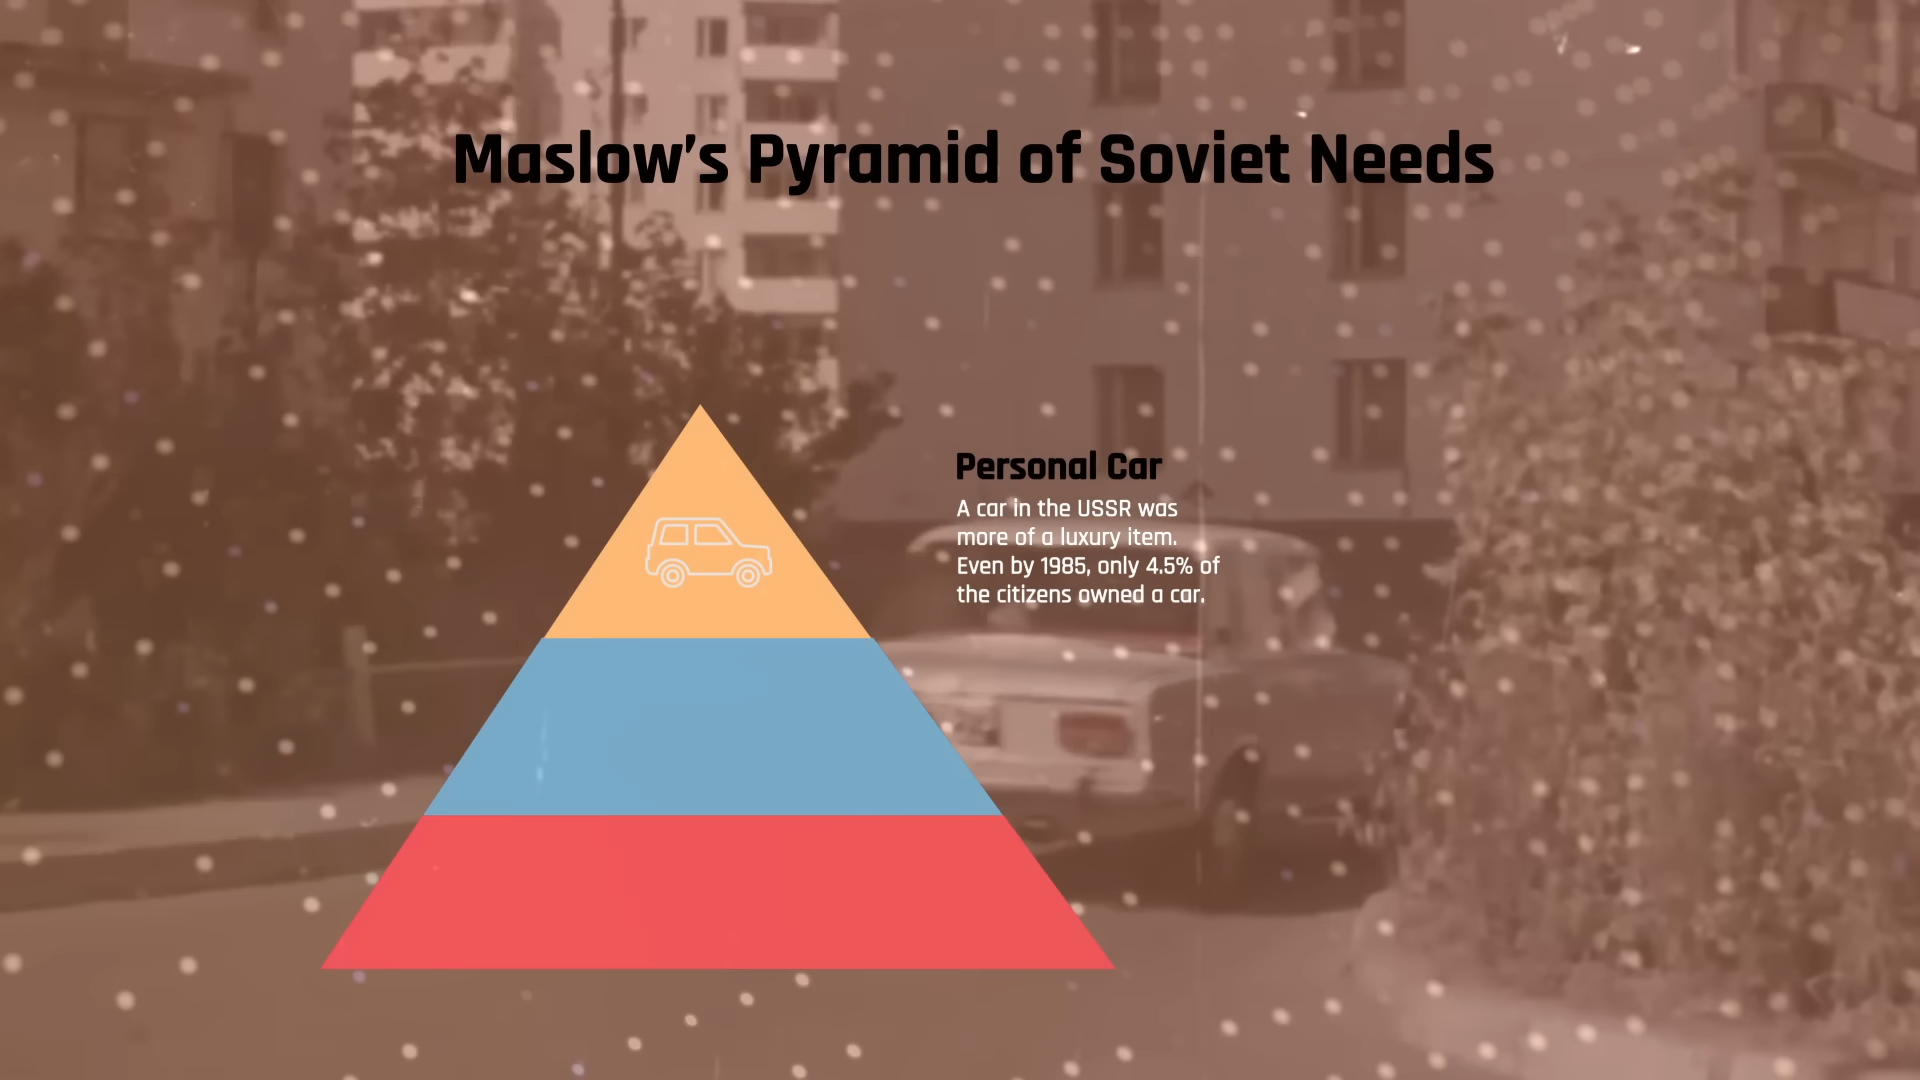 Maslow's Pyramid of Soviet Needs
Personal Car
A car in the USSR was
more of a luxury item.
Even by 1985, only 4.5% of
the citizens owned a car.